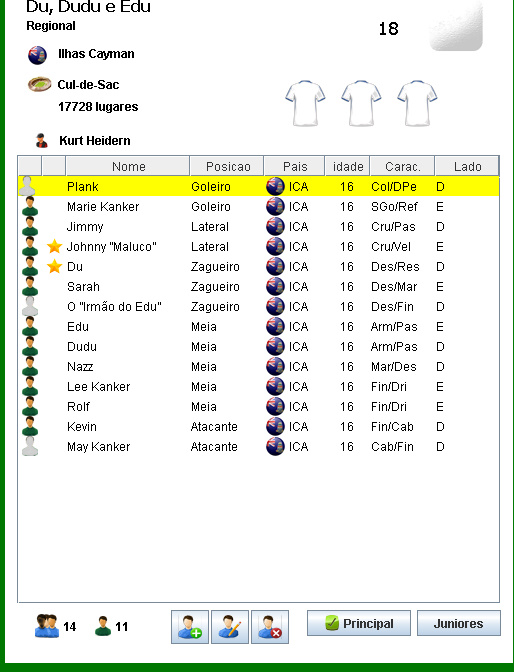 Du, Dudu e Edu
Regional
18
Ilhas Cayman
Cul-de-Sac
17728 lugares
Kurt Heidern
Nome Posicao Pais idade Carac. Lado
Plank Goleiro ICA 16 Col/DPe D
Marie Kanker Goleiro ICA 16 SGo/Ref E
Jimmy Lateral ICA 16 Cru/Pas D
Johnny "Maluco" Lateral ICA 16 Cru/Vel E
Du Zagueiro ICA 16 Des/Res D
Sarah Zagueiro ICA 16 Des/Mar E
O "Irmão do Edu" Zagueiro ICA 16 Des/Fin D
Edu Meia ICA 16 Arm/Pas E
Dudu Meia ICA 16 Arm/Pas D
Nazz Meia ICA 16 Mar/Des D
Lee Kanker Meia ICA 16 Fin/Dri E
Rolf Meia ICA 16 Fin/Dri E
Kevin Atacante ICA 16 Fin/Cab D
May Kanker Atacante ICA 16 Cab/Fin D
14 11 Principal Juniores